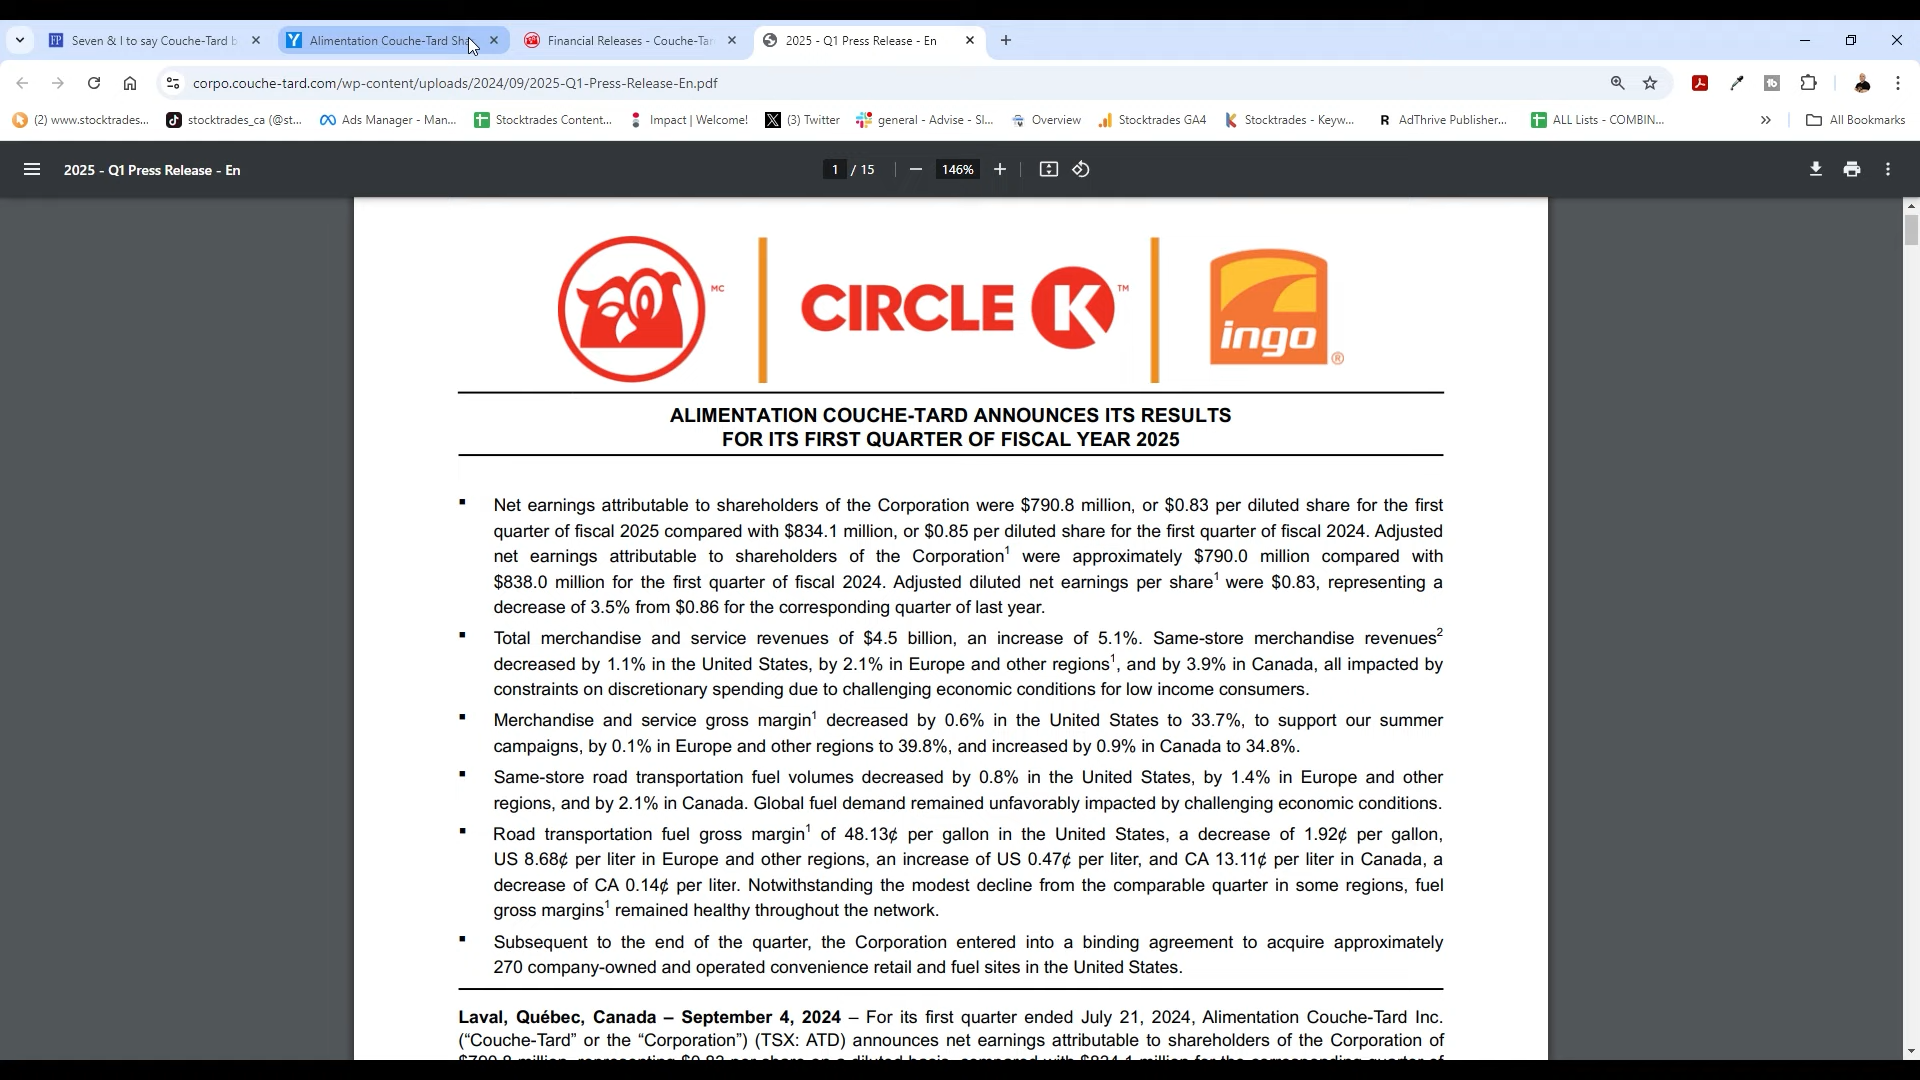 Seven & I to say Couche-Tard b
Alimentation Couche-Tard Sha
Financial Releases - Couche-Tar
2025 - Q1 Press Release - En
corpo.couche-tard.com/wp-content/uploads/2024/09/2025-Q1-Press-Release-En.pdf
(2) www.stocktrades...
stocktrades_ca (@st...
Ads Manager - Man...
Stocktrades Content...
Impact | Welcome!
(3) Twitter
general - Advise - Sl...
Overview
Stocktrades GA4
Stocktrades - Keyw...
AdThrive Publisher...
ALL Lists - COMBIN...
All Bookmarks
2025 - Q1 Press Release - En
1 / 15
146%
MC
CIRCLE K TM
ingo ®
ALIMENTATION COUCHE-TARD ANNOUNCES ITS RESULTS
FOR ITS FIRST QUARTER OF FISCAL YEAR 2025
▪ Net earnings attributable to shareholders of the Corporation were $790.8 million, or $0.83 per diluted share for the first
quarter of fiscal 2025 compared with $834.1 million, or $0.85 per diluted share for the first quarter of fiscal 2024. Adjusted
net earnings attributable to shareholders of the Corporation¹ were approximately $790.0 million compared with
$838.0 million for the first quarter of fiscal 2024. Adjusted diluted net earnings per share¹ were $0.83, representing a
decrease of 3.5% from $0.86 for the corresponding quarter of last year.
▪ Total merchandise and service revenues of $4.5 billion, an increase of 5.1%. Same-store merchandise revenues²
decreased by 1.1% in the United States, by 2.1% in Europe and other regions¹, and by 3.9% in Canada, all impacted by
constraints on discretionary spending due to challenging economic conditions for low income consumers.
▪ Merchandise and service gross margin¹ decreased by 0.6% in the United States to 33.7%, to support our summer
campaigns, by 0.1% in Europe and other regions to 39.8%, and increased by 0.9% in Canada to 34.8%.
▪ Same-store road transportation fuel volumes decreased by 0.8% in the United States, by 1.4% in Europe and other
regions, and by 2.1% in Canada. Global fuel demand remained unfavorably impacted by challenging economic conditions.
▪ Road transportation fuel gross margin¹ of 48.13¢ per gallon in the United States, a decrease of 1.92¢ per gallon,
US 8.68¢ per liter in Europe and other regions, an increase of US 0.47¢ per liter, and CA 13.11¢ per liter in Canada, a
decrease of CA 0.14¢ per liter. Notwithstanding the modest decline from the comparable quarter in some regions, fuel
gross margins¹ remained healthy throughout the network.
▪ Subsequent to the end of the quarter, the Corporation entered into a binding agreement to acquire approximately
270 company-owned and operated convenience retail and fuel sites in the United States.
Laval, Québec, Canada – September 4, 2024 – For its first quarter ended July 21, 2024, Alimentation Couche-Tard Inc.
("Couche-Tard" or the "Corporation") (TSX: ATD) announces net earnings attributable to shareholders of the Corporation of